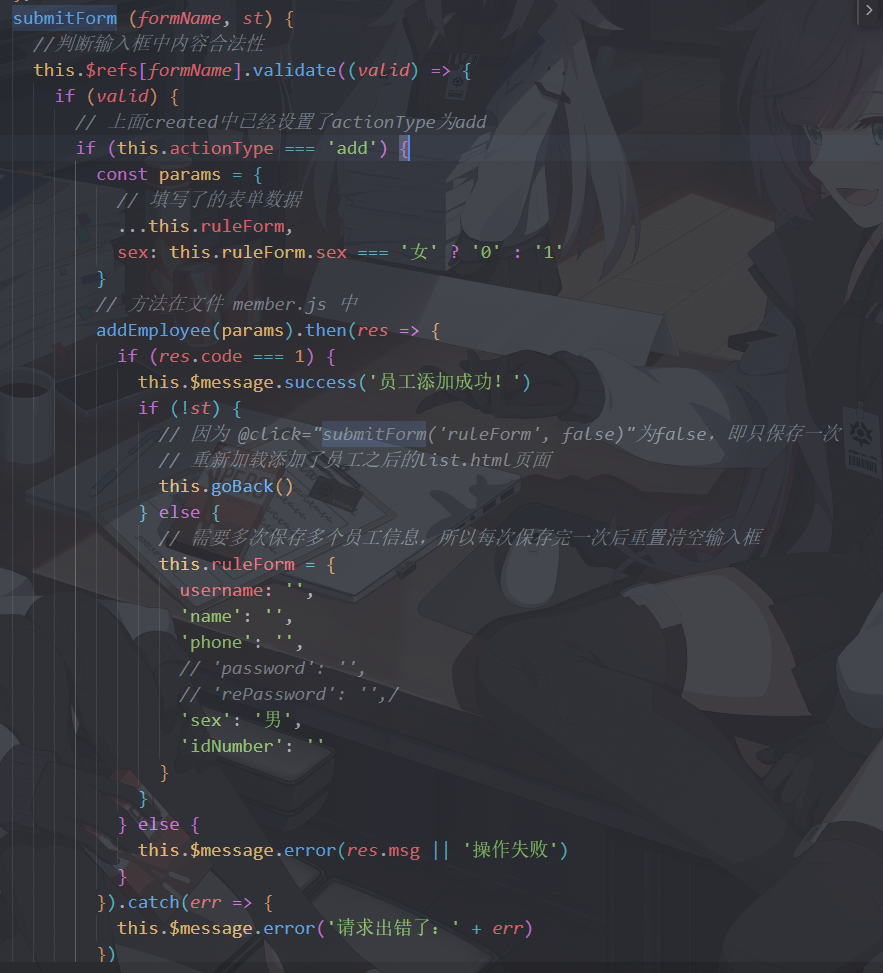 submitForm (formName, st) {
//判断输入框中内容合法性
this.$refs[formName].validate((valid) => {
if (valid) {
// 上面created中已经设置了actionType为add
if (this.actionType === 'add') {
const params = {
// 填写了的表单数据
...this.ruleForm,
sex: this.ruleForm.sex === '女' ? '0' : '1'
}
// 方法在文件 member.js 中
addEmployee(params).then(res => {
if (res.code === 1) {
this.$message.success('员工添加成功！')
if (!st) {
// 因为 @click="submitForm('ruleForm', false)"为false，即只保存一次
// 重新加载添加了员工之后的list.html页面
this.goBack()
} else {
// 需要多次保存多个员工信息，所以每次保存完一次后重置清空输入框
this.ruleForm = {
username: '',
'name': '',
'phone': '',
// 'password': '',
// 'rePassword': '',/
'sex': '男',
'idNumber': ''
}
}
} else {
this.$message.error(res.msg || '操作失败')
}
}).catch(err => {
this.$message.error('请求出错了：' + err)
})